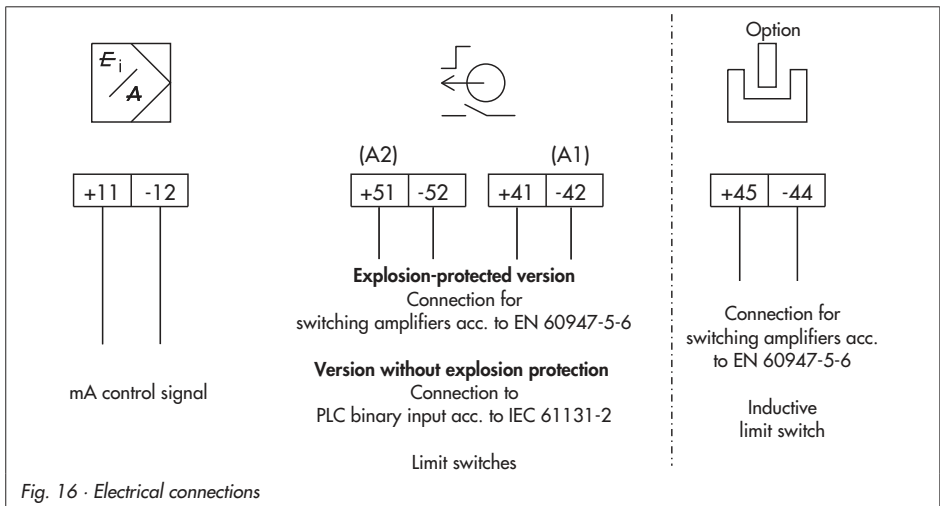 E i / A
+11 -12
mA control signal
(A2) (A1)
+51 -52 +41 -42
Explosion-protected version
Connection for
switching amplifiers acc. to EN 60947-5-6
Version without explosion protection
Connection to
PLC binary input acc. to IEC 61131-2
Limit switches
Option
+45 -44
Connection for
switching amplifiers acc.
to EN 60947-5-6
Inductive
limit switch
Fig. 16 · Electrical connections